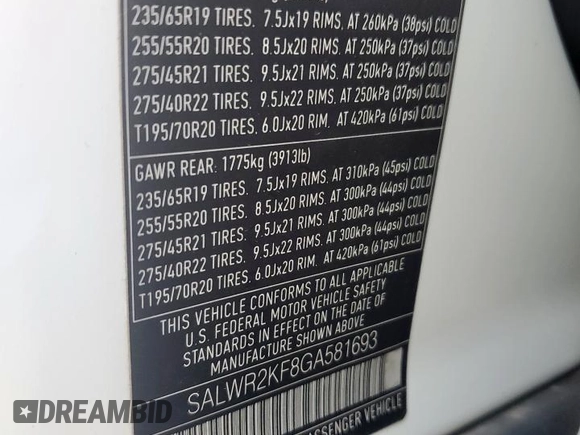 235/65R19 TIRES. 7.5Jx19 RIMS. AT 260kPa (38psi) COLD
255/55R20 TIRES. 8.5Jx20 RIMS. AT 250kPa (37psi) COLD
275/45R21 TIRES. 9.5Jx21 RIMS. AT 250kPa (37psi) COLD
275/40R22 TIRES. 9.5Jx22 RIMS. AT 250kPa (37psi) COLD
T195/70R20 TIRES. 6.0Jx20 RIM. AT 420kPa (61psi) COLD
GAWR REAR: 1775kg (3913lb)
235/65R19 TIRES. 7.5Jx19 RIMS. AT 310kPa (45psi) COLD
255/55R20 TIRES. 8.5Jx20 RIMS. AT 300kPa (44psi) COLD
275/45R21 TIRES. 9.5Jx21 RIMS. AT 300kPa (44psi) COLD
275/40R22 TIRES. 9.5Jx22 RIMS. AT 300kPa (44psi) COLD
T195/70R20 TIRES. 6.0Jx20 RIM. AT 420kPa (61psi) COLD
THIS VEHICLE CONFORMS TO ALL APPLICABLE
U.S. FEDERAL MOTOR VEHICLE SAFETY
STANDARDS IN EFFECT ON THE DATE OF
MANUFACTURE SHOWN ABOVE
SALWR2KF8GA581693
PASSENGER VEHICLE
DREAMBID